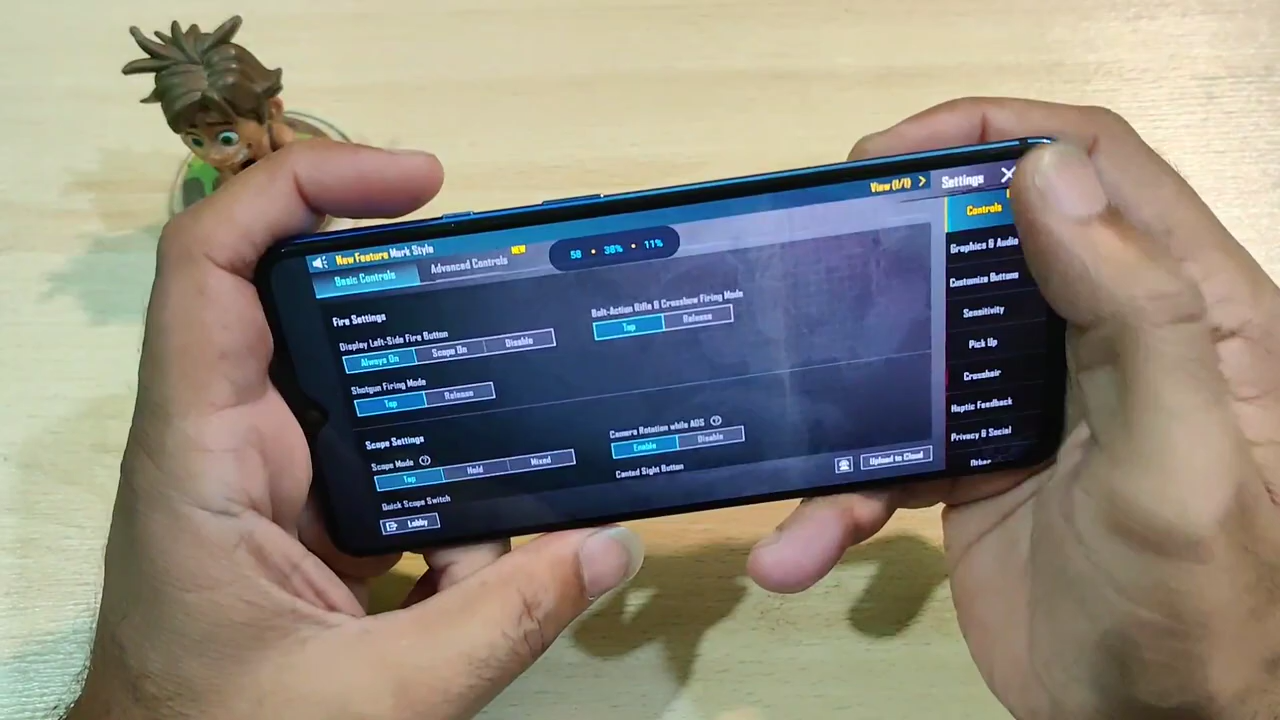 New Feature Mark Style
View (1/1)
Settings
Basic Controls
Advanced Controls
NEW
58 • 38% • 11%
Fire Settings
Display Left-Side Fire Button
Always On
Scope On
Disable
Bolt-Action Rifle & Crossbow Firing Mode
Tap
Release
Shotgun Firing Mode
Tap
Release
Scope Settings
Scope Mode ?
Tap
Hold
Mixed
Camera Rotation while ADS ?
Enable
Disable
Quick Scope Switch
Canted Sight Button
Lobby
Upload to Cloud
Controls
Graphics & Audio
Customize Buttons
Sensitivity
Pick Up
Crosshair
Haptic Feedback
Privacy & Social
Other